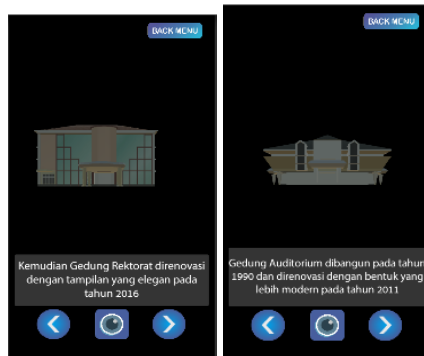 BACK MENU
Kemudian Gedung Rektorat direnovasi
dengan tampilan yang elegan pada
tahun 2016
BACK MENU
Gedung Auditorium dibangun pada tahun
1990 dan direnovasi dengan bentuk yang
lebih modern pada tahun 2011